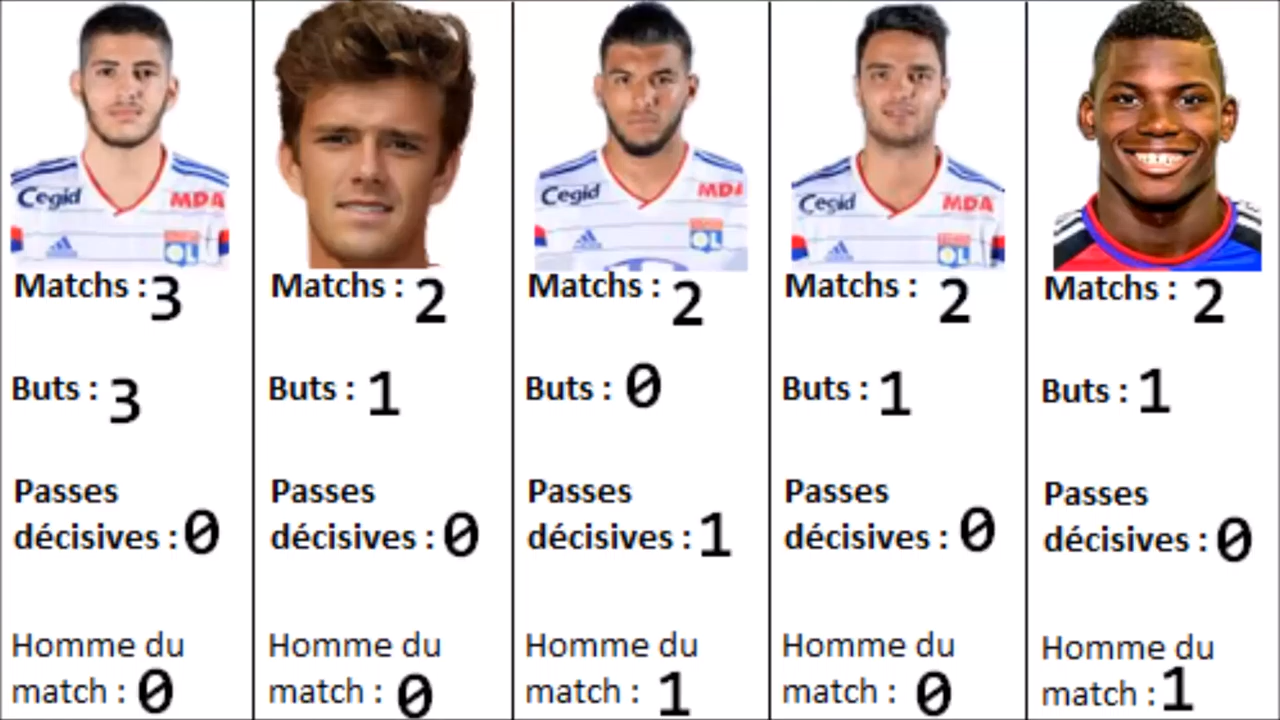 Cegid MDA
OL
Cegid MDA
OL
Cegid MDA
OL
Matchs : 3
Buts : 3
Passes
décisives : 0
Homme du
match : 0
Matchs : 2
Buts : 1
Passes
décisives : 0
Homme du
match : 0
Matchs : 2
Buts : 0
Passes
décisives : 1
Homme du
match : 1
Matchs : 2
Buts : 1
Passes
décisives : 0
Homme du
match : 0
Matchs : 2
Buts : 1
Passes
décisives : 0
Homme du
match : 1